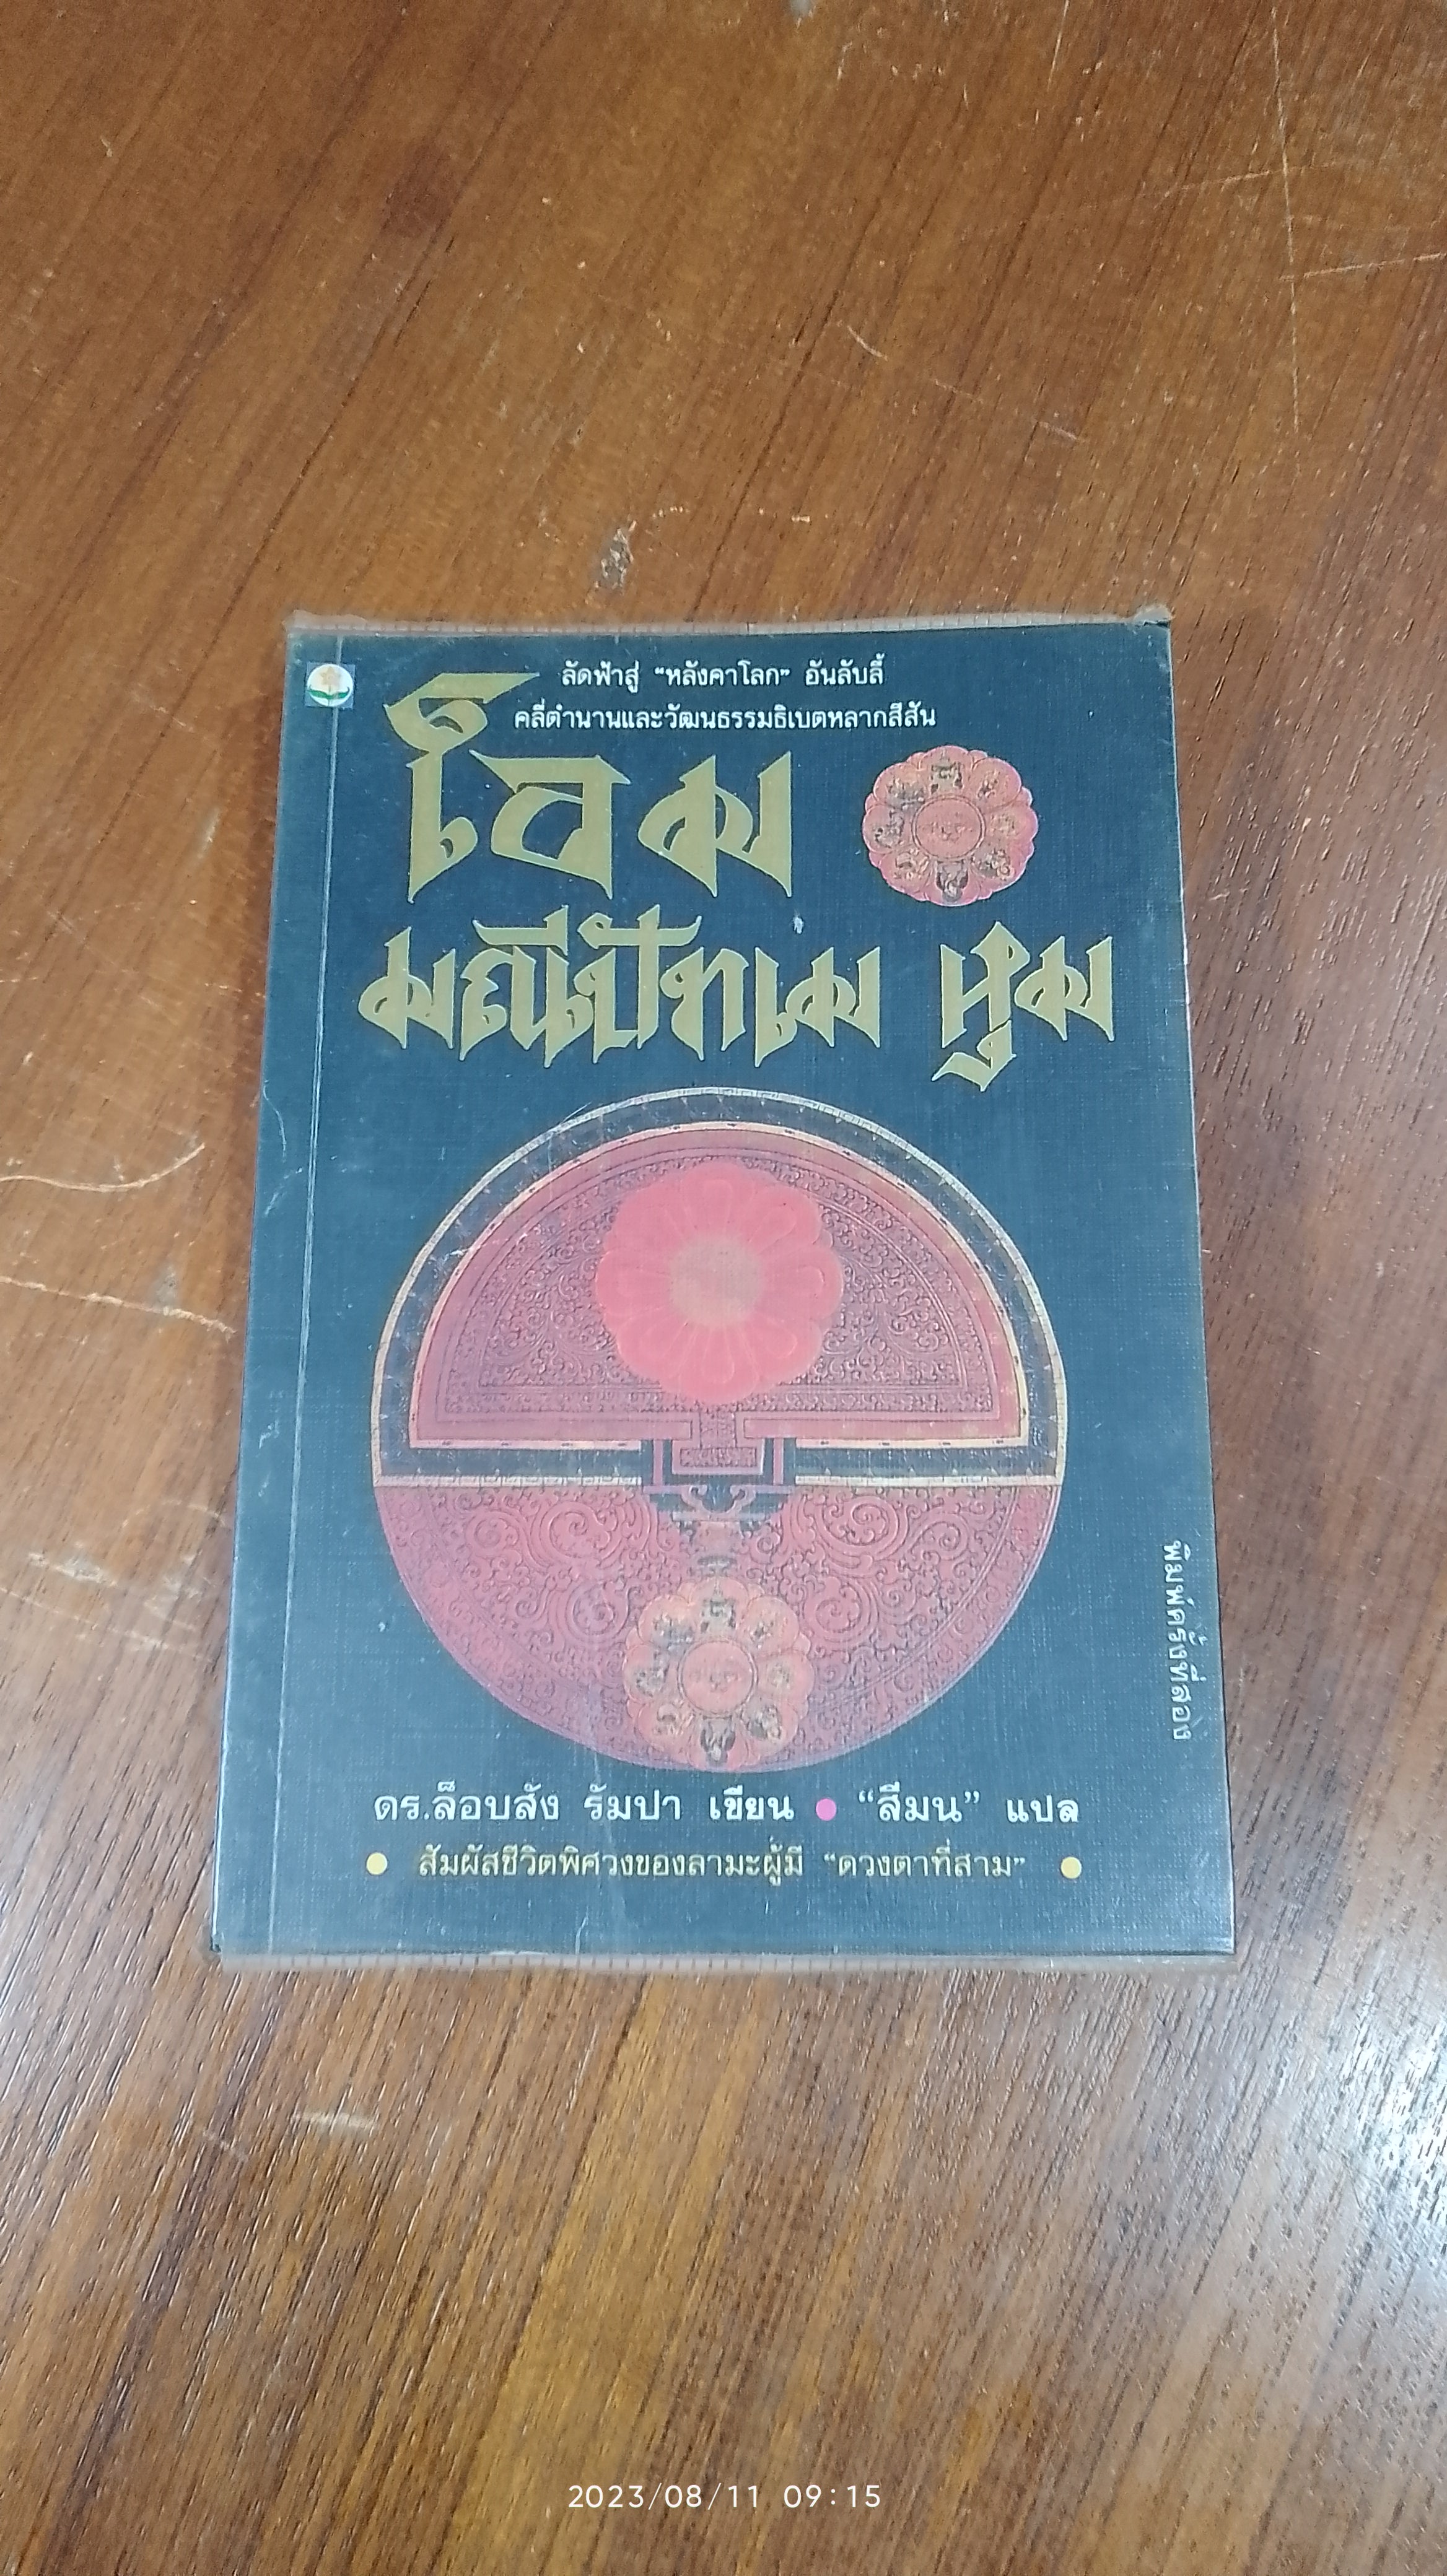 ลัดฟ้าสู่ “หลังคาโลก” อันลับลี้
คลี่ตำนานและวัฒนธรรมธิเบตหลากสีสัน
โอม
มณีปัทเม หูม
พิมพ์ครั้งที่สอง
ดร.ล็อบสัง รัมปา เขียน ● “สีมน” แปล
● สัมผัสชีวิตพิศวงของลามะผู้มี “ดวงตาที่สาม” ●
2023/08/11 09:15